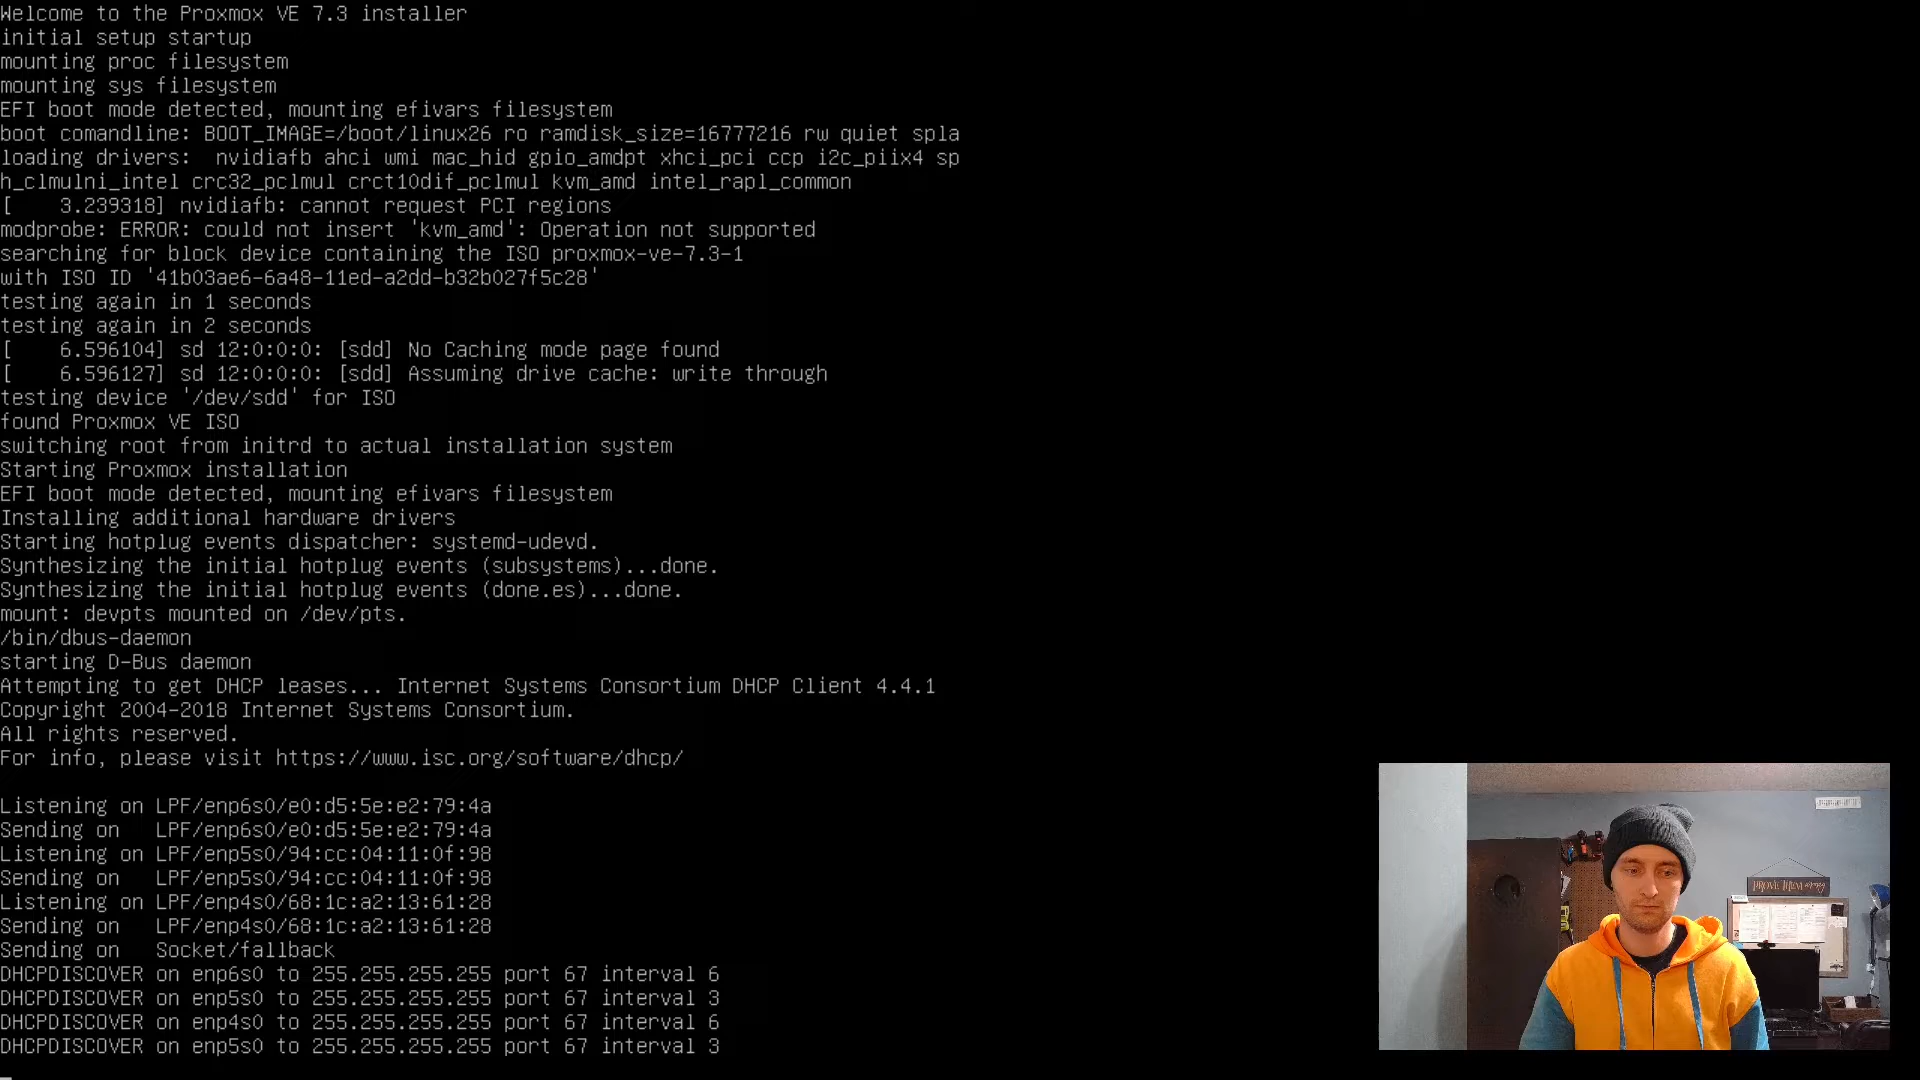 Welcome to the Proxmox VE 7.3 installer
initial setup startup
mounting proc filesystem
mounting sys filesystem
EFI boot mode detected, mounting efivars filesystem
boot comandline: BOOT_IMAGE=/boot/linux26 ro ramdisk_size=16777216 rw quiet spla
loading drivers:  nvidiafb ahci wmi mac_hid gpio_amdpt xhci_pci ccp i2c_piix4 sp
h_clmulni_intel crc32_pclmul crct10dif_pclmul kvm_amd intel_rapl_common
[    3.239318] nvidiafb: cannot request PCI regions
modprobe: ERROR: could not insert 'kvm_amd': Operation not supported
searching for block device containing the ISO proxmox-ve-7.3-1
with ISO ID '41b03ae6-6a48-11ed-a2dd-b32b027f5c28'
testing again in 1 seconds
testing again in 2 seconds
[    6.596104] sd 12:0:0:0: [sdd] No Caching mode page found
[    6.596127] sd 12:0:0:0: [sdd] Assuming drive cache: write through
testing device '/dev/sdd' for ISO
found Proxmox VE ISO
switching root from initrd to actual installation system
Starting Proxmox installation
EFI boot mode detected, mounting efivars filesystem
Installing additional hardware drivers
Starting hotplug events dispatcher: systemd-udevd.
Synthesizing the initial hotplug events (subsystems)...done.
Synthesizing the initial hotplug events (done.es)...done.
mount: devpts mounted on /dev/pts.
/bin/dbus-daemon
starting D-Bus daemon
Attempting to get DHCP leases... Internet Systems Consortium DHCP Client 4.4.1
Copyright 2004-2018 Internet Systems Consortium.
All rights reserved.
For info, please visit https://www.isc.org/software/dhcp/
Listening on LPF/enp6s0/e0:d5:5e:e2:79:4a
Sending on   LPF/enp6s0/e0:d5:5e:e2:79:4a
Listening on LPF/enp5s0/94:cc:04:11:0f:98
Sending on   LPF/enp5s0/94:cc:04:11:0f:98
Listening on LPF/enp4s0/68:1c:a2:13:61:28
Sending on   LPF/enp4s0/68:1c:a2:13:61:28
Sending on   Socket/fallback
DHCPDISCOVER on enp6s0 to 255.255.255.255 port 67 interval 6
DHCPDISCOVER on enp5s0 to 255.255.255.255 port 67 interval 3
DHCPDISCOVER on enp4s0 to 255.255.255.255 port 67 interval 6
DHCPDISCOVER on enp5s0 to 255.255.255.255 port 67 interval 3
PROVE THEM wrong